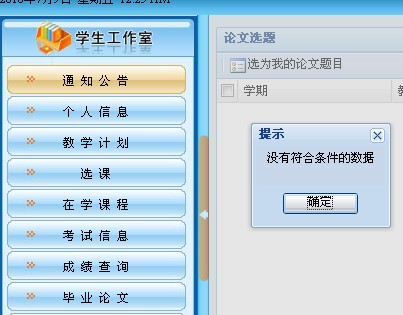 学生工作室
通知公告
个人信息
教学计划
选课
在学课程
考试信息
成绩查询
毕业论文
论文选题
选为我的论文题目
学期
提示
没有符合条件的数据
确定